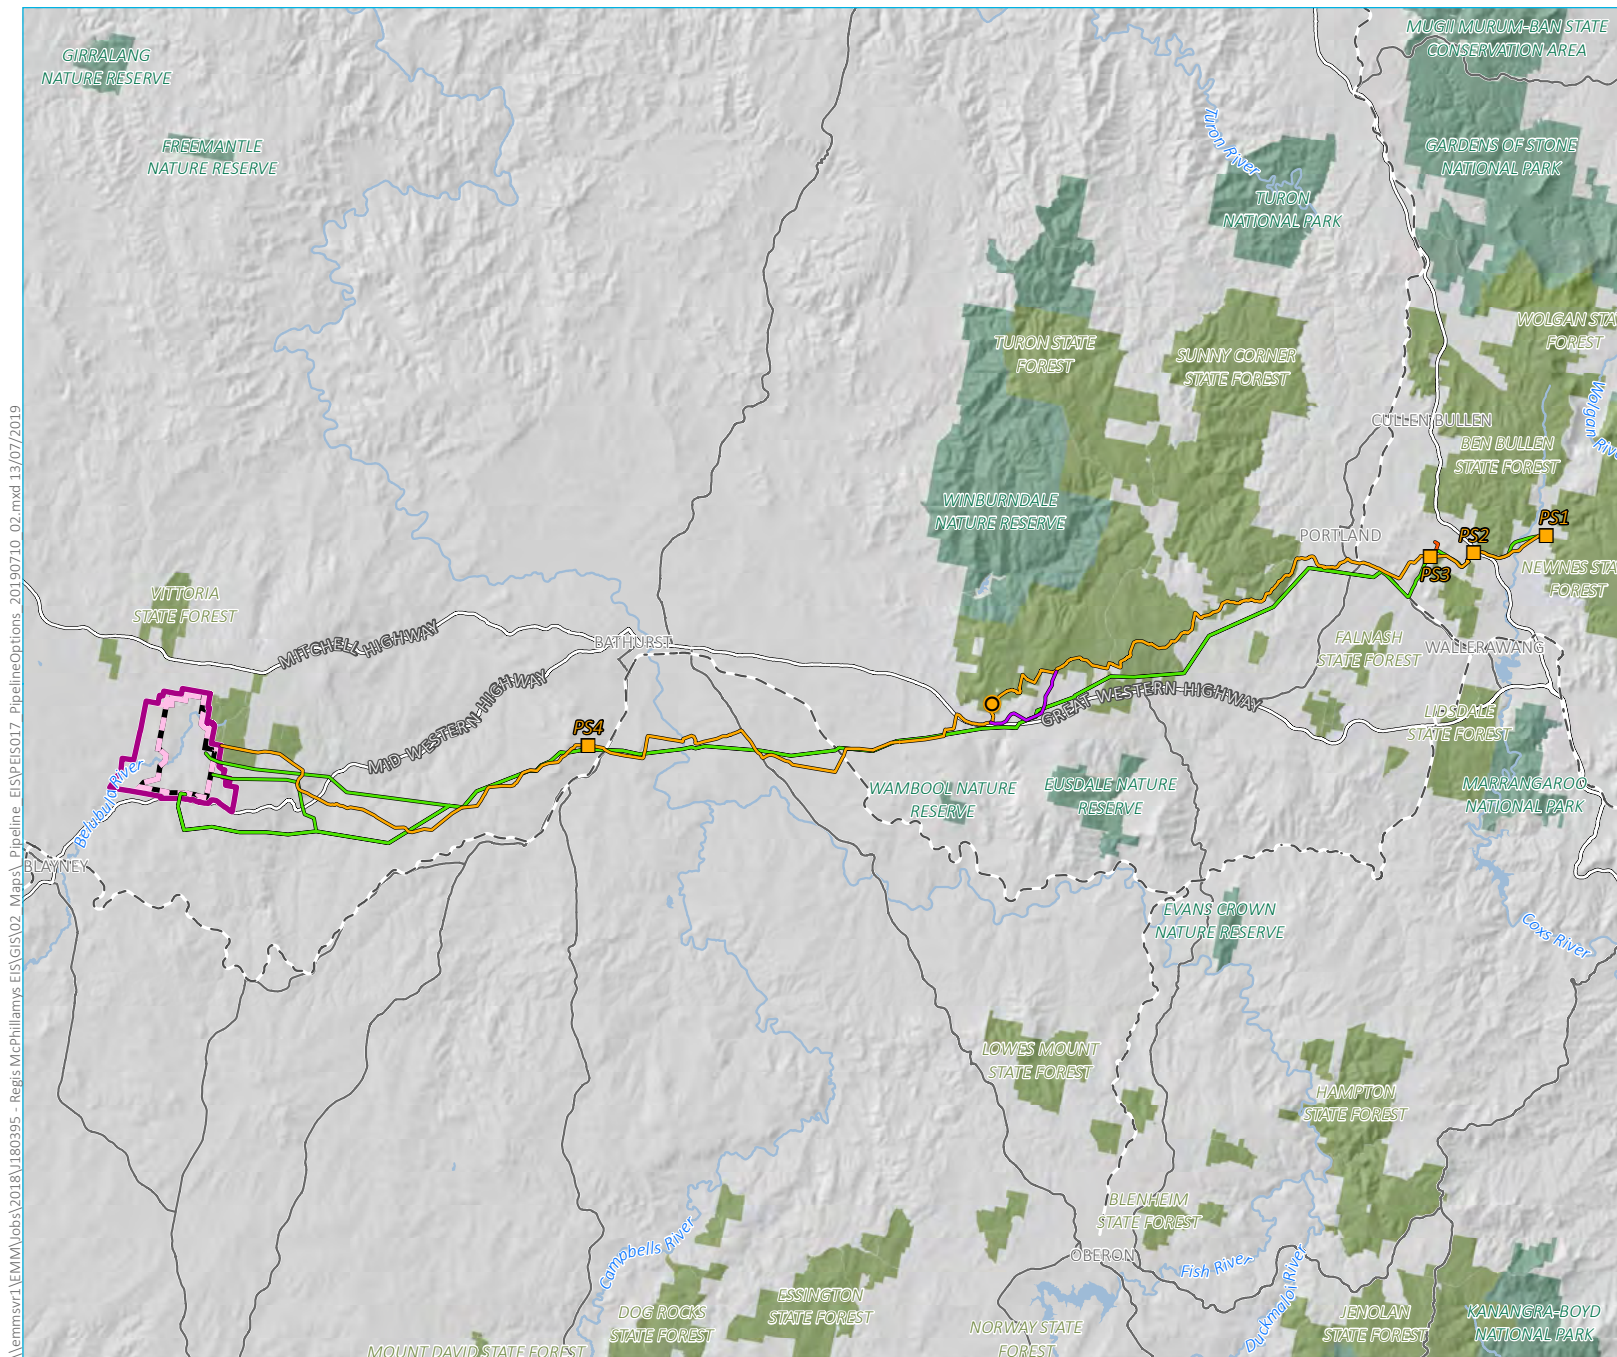 MUGII MURUM-BAN STATE
CONSERVATION AREA
GIRRALANG
NATURE RESERVE
FREEMANTLE
NATURE RESERVE
Turon River
GARDENS OF STONE
NATIONAL PARK
TURON
NATIONAL PARK
WOLGAN STA
FOREST
TURON STATE
FOREST
SUNNY CORNER
STATE FOREST
Wolgan Rive
CULLEN BULLEN
BEN BULLEN
STATE FOREST
WINBURNDALE
NATURE RESERVE
PORTLAND
PS1
PS2
PS3
NEWNES STA
FOREST
VITTORIA
STATE FOREST
MITCHELL HIGHWAY
BATHURST
FALNASH
STATE FOREST
WALLERAWANG
MID-WESTERN-HIGHWAY
GREAT-WESTERN-HIGHWAY
LIDSDALE
STATE FOREST
PS4
Belubula River
WAMBOOL NATURE
RESERVE
EUSDALE NATURE
RESERVE
MARRANGAROO
NATIONAL PARK
BLAYNEY
EVANS CROWN
NATURE RESERVE
Coxs River
LOWES MOUNT
STATE FOREST
HAMPTON
STATE FOREST
BLENHEIM
STATE FOREST
Campbells River
OBERON
Fish River
Duckmaloi River
DOG ROCKS
STATE FOREST
ESSINGTON
STATE FOREST
NORWAY STATE
FOREST
JENOLAN
STATE FOREST
KANANGRA-BOYD
NATIONAL PARK
MOUNT DAVID STATE FOREST
\\emmsvr1\EMM\Jobs\2018\J180395 - Regis McPhillamys EIS\GIS\02_Maps\_Pipeline_EIS\PEIS017_PipelineOptions_20190710_02.mxd 13/07/2019